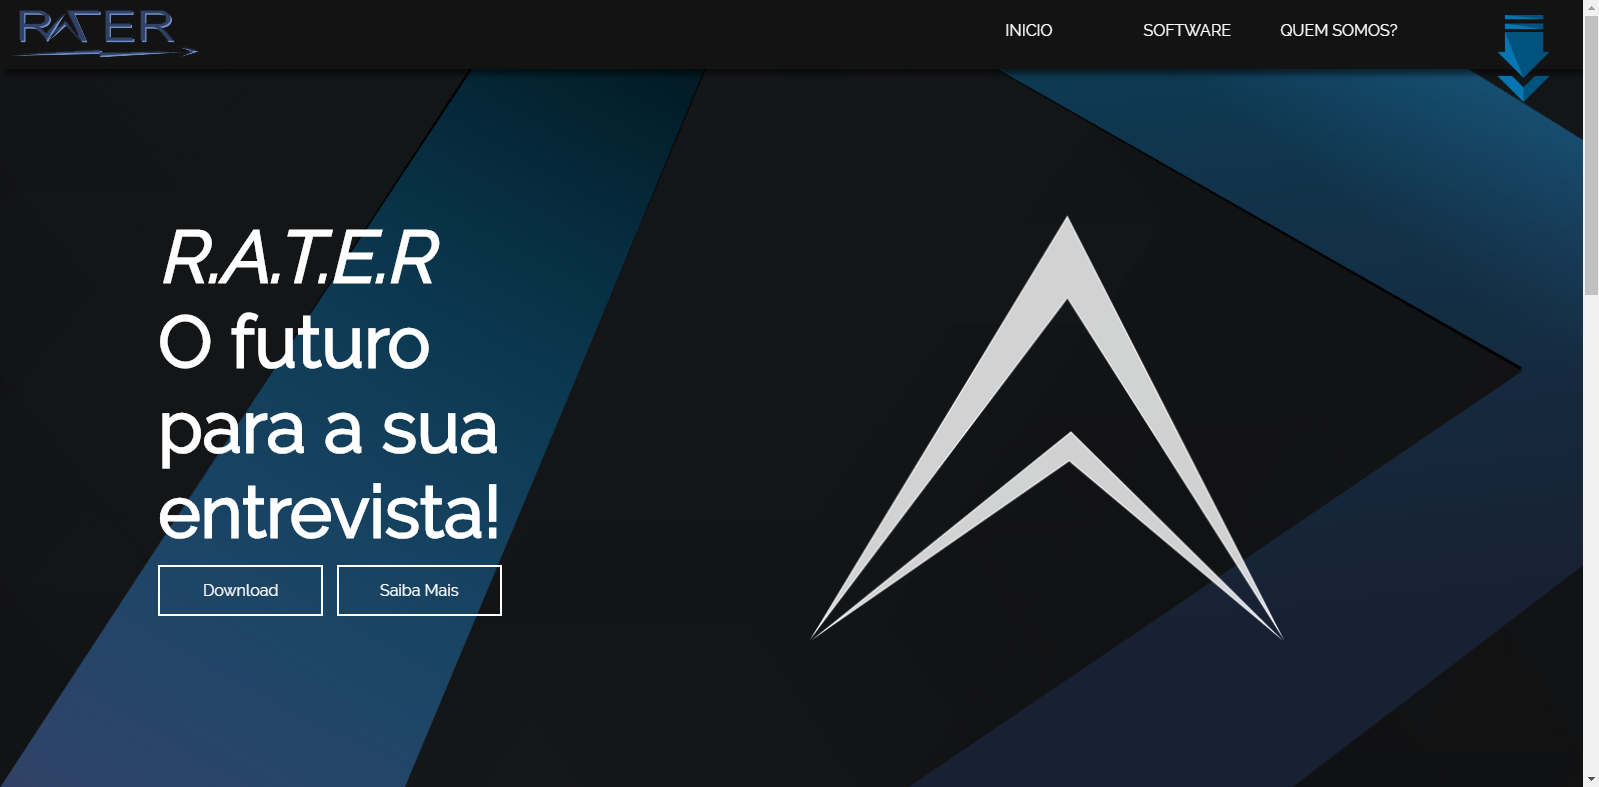 RATER
INICIO
SOFTWARE
QUEM SOMOS?
R.A.T.E.R
O futuro
para a sua
entrevista!
Download
Saiba Mais